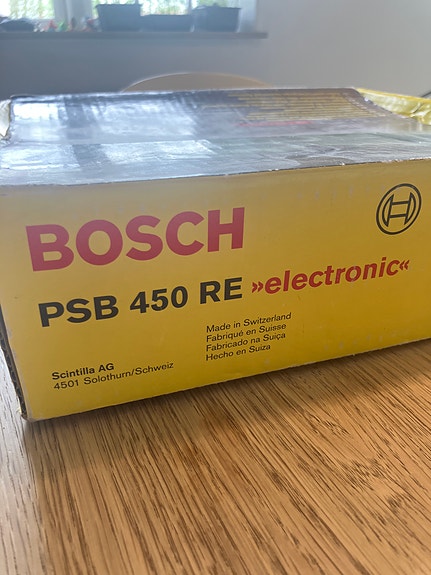 BOSCH
PSB 450 RE »electronic«
Scintilla AG
4501 Solothurn/Schweiz
Made in Switzerland
Fabriqué en Suisse
Fabricado na Suíça
Hecho en Suiza